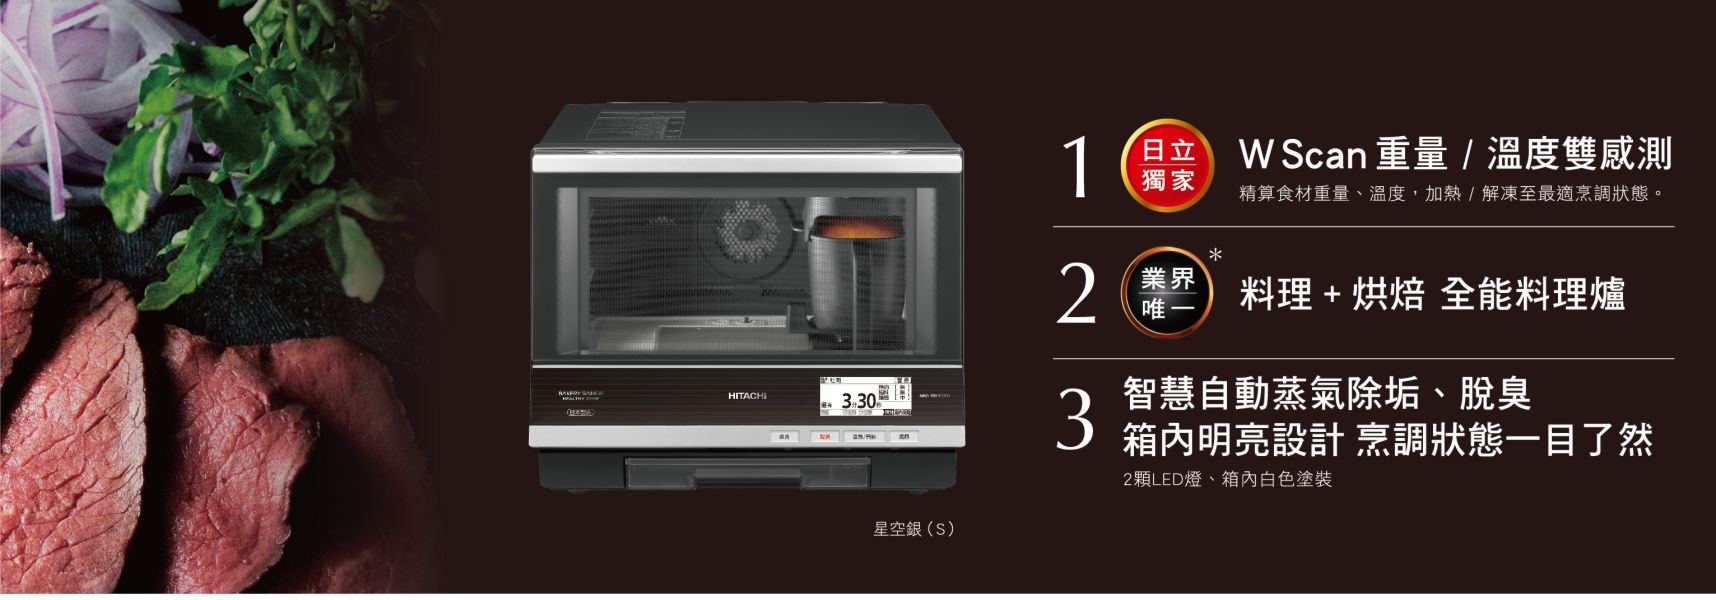 1
日立
獨家
W Scan 重量 / 溫度雙感測
精算食材重量、溫度，加熱 / 解凍至最適烹調狀態。
2
業界
唯一
*
料理 + 烘焙 全能料理爐
3
智慧自動蒸氣除垢、脫臭
箱內明亮設計 烹調狀態一目了然
2顆LED燈、箱內白色塗裝
BAKERY RANGE
HEALTHY CHEF
HITACHI
3 30
星空銀(S)